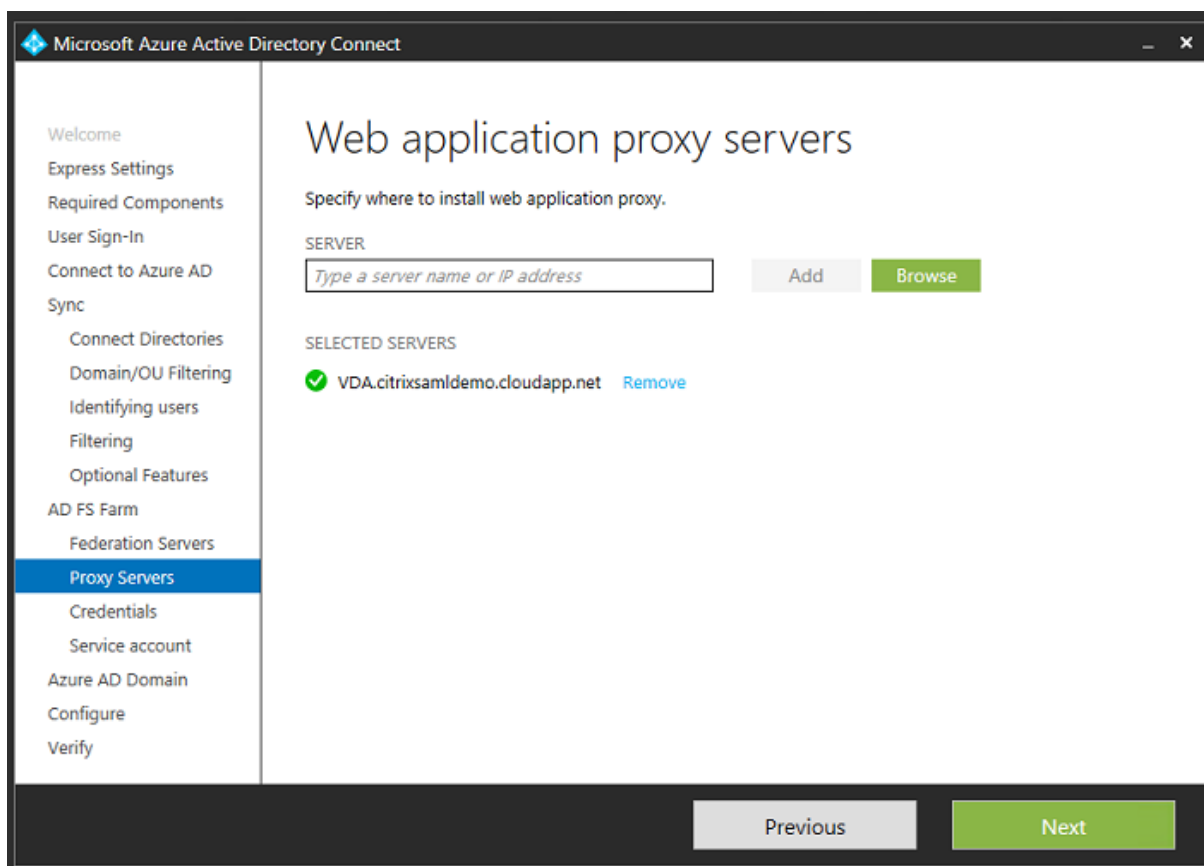 Microsoft Azure Active Directory Connect
Welcome
Express Settings
Required Components
User Sign-In
Connect to Azure AD
Sync
Connect Directories
Domain/OU Filtering
Identifying users
Filtering
Optional Features
AD FS Farm
Federation Servers
Proxy Servers
Credentials
Service account
Azure AD Domain
Configure
Verify
Web application proxy servers
Specify where to install web application proxy.
SERVER
Type a server name or IP address
Add
Browse
SELECTED SERVERS
VDA.citrixsamldemo.cloudapp.net Remove
Previous
Next